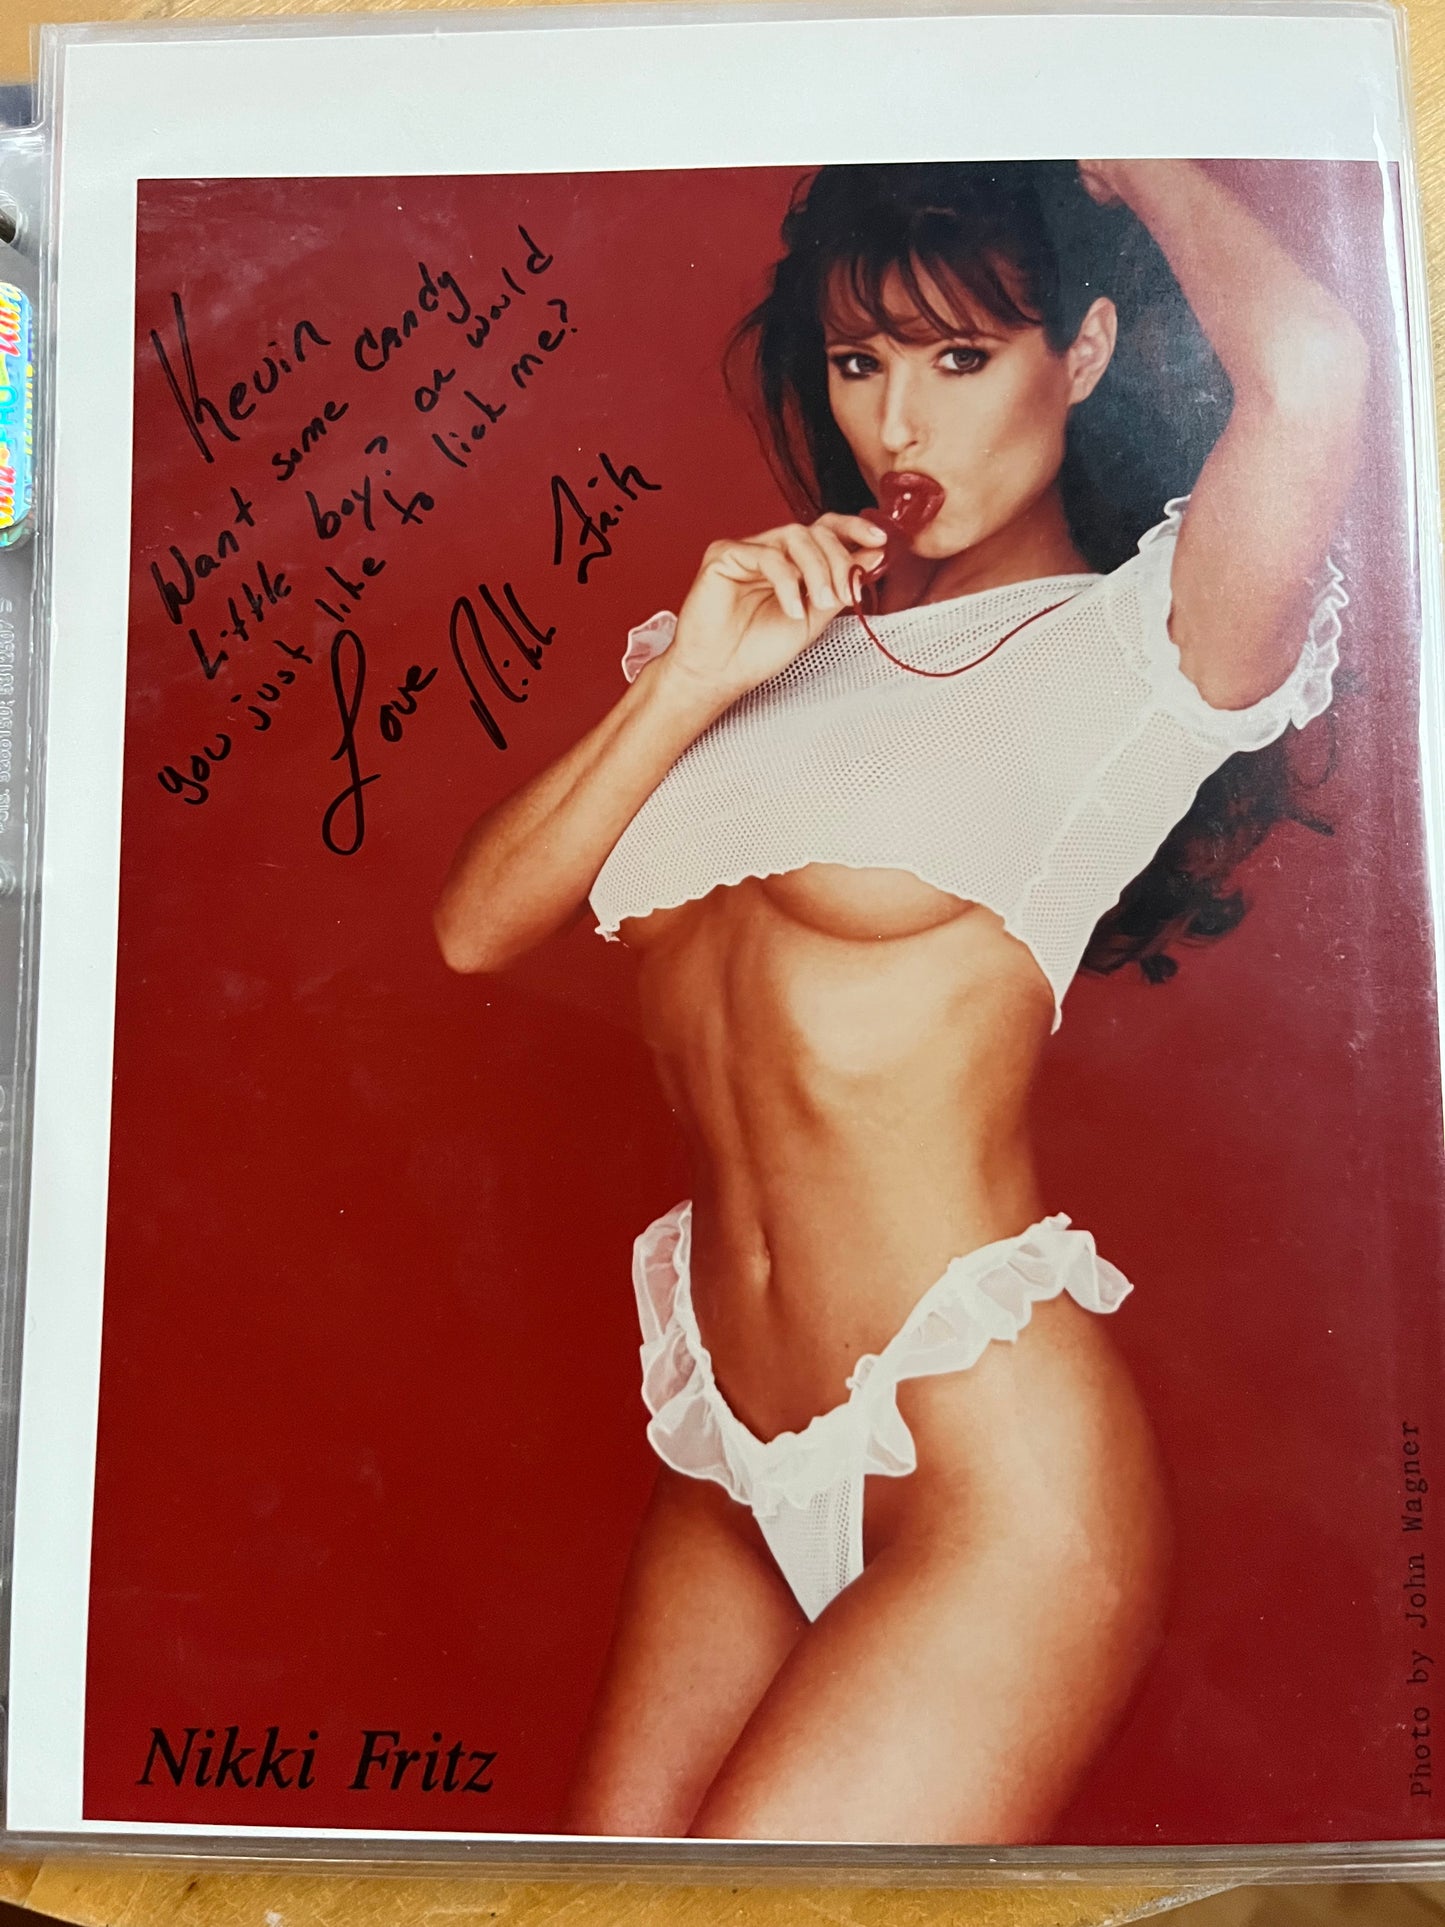 Kevin
Want some candy
Little boy? or would
you just like to lick me?
Love Nikki Fritz
Nikki Fritz
Photo by John Wagner